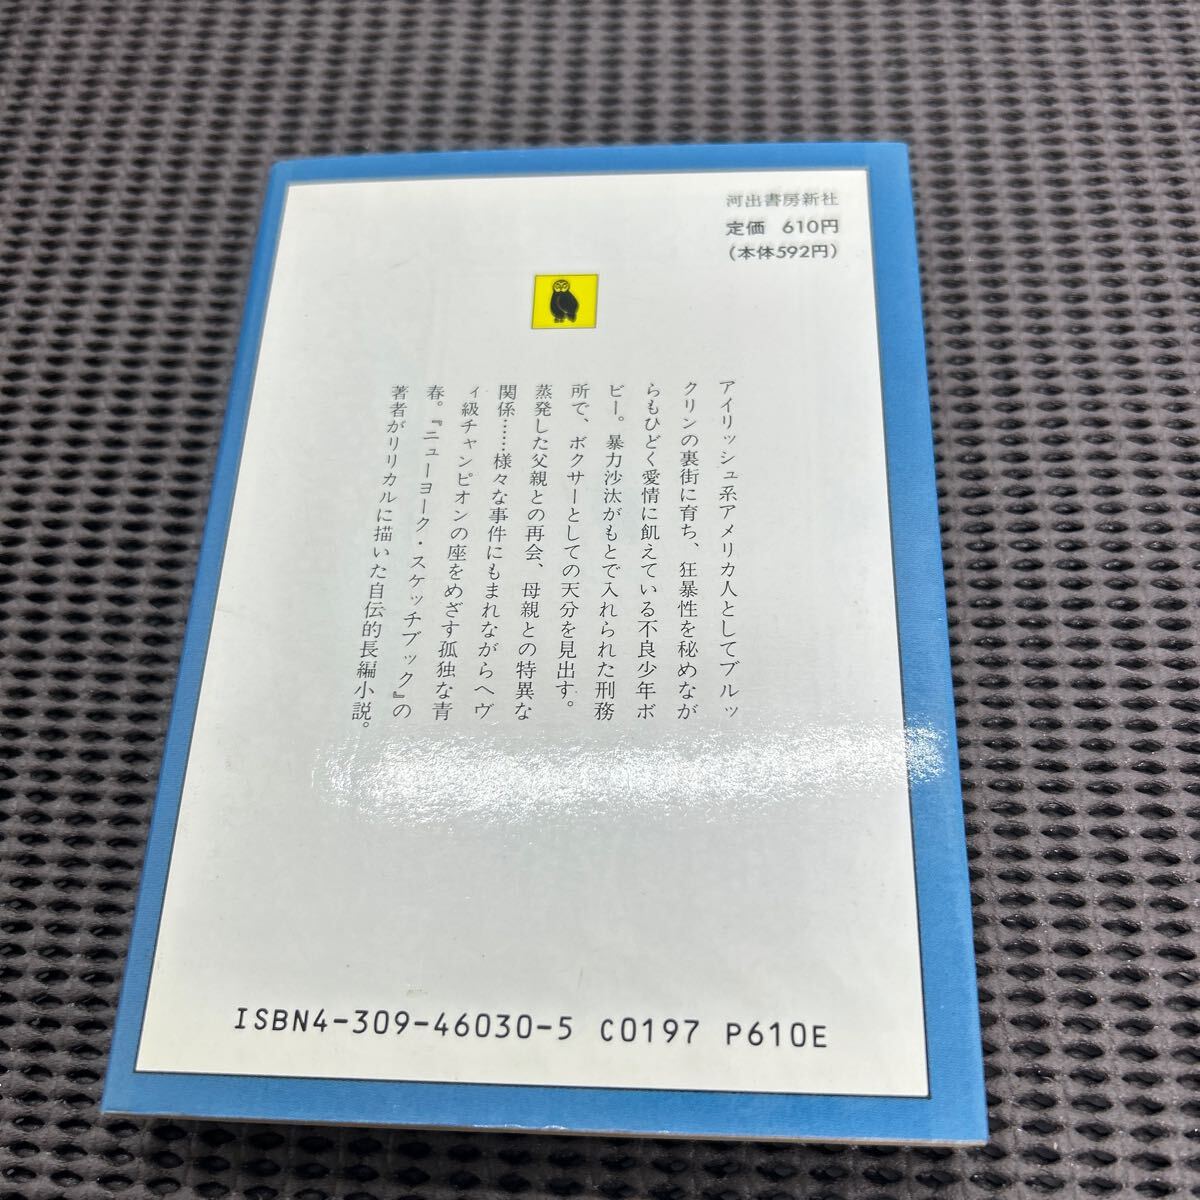 河出書房新社
定価 610円
(本体592円)
アイリッシュ系アメリカ人としてブルッ
クリンの裏街に育ち、狂暴性を秘めなが
らもひどく愛情に飢えている不良少年ボ
ビー。暴力沙汰がもとで入れられた刑務
所で、ボクサーとしての天分を見出す。
蒸発した父親との再会、母親との特異な
関係……様々な事件にもまれながらヘヴ
ィ級チャンピオンの座をめざす孤独な青
春。『ニューヨーク・スケッチブック』の
著者がリリカルに描いた自伝的長編小説。
ISBN4-309-46030-5 C0197 P610E